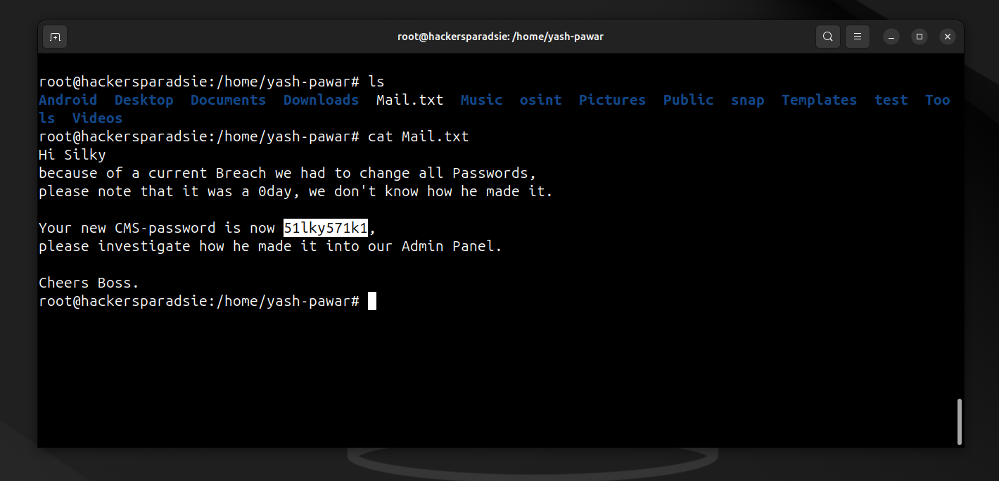 root@hackersparadsie: /home/yash-pawar
root@hackersparadsie:/home/yash-pawar# ls
Android  Desktop  Documents  Downloads  Mail.txt  Music  osint  Pictures  Public  snap  Templates  test  Too
ls  Videos
root@hackersparadsie:/home/yash-pawar# cat Mail.txt
Hi Silky
because of a current Breach we had to change all Passwords,
please note that it was a 0day, we don't know how he made it.
Your new CMS-password is now 51lky571k1,
please investigate how he made it into our Admin Panel.
Cheers Boss.
root@hackersparadsie:/home/yash-pawar#